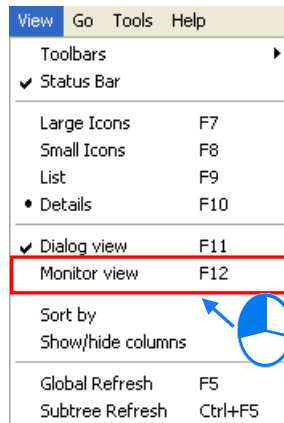 View Go Tools Help
Toolbars
Status Bar
Large Icons F7
Small Icons F8
List F9
Details F10
Dialog view F11
Monitor view F12
Sort by
Show/hide columns
Global Refresh F5
Subtree Refresh Ctrl+F5